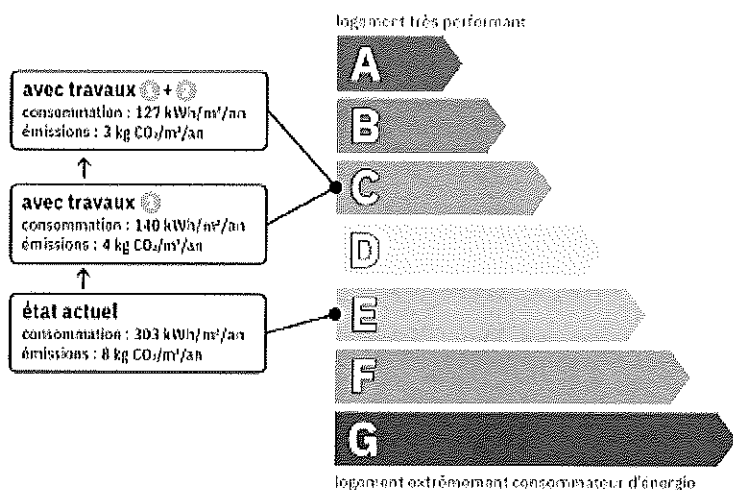 logement très performant
A
B
C
D
E
F
G
logement extrêmement consommateur d'énergie
avec travaux 1 + 2
consommation : 127 kWh/m²/an
émissions : 3 kg CO₂/m²/an
avec travaux
consommation : 140 kWh/m²/an
émissions : 4 kg CO₂/m²/an
état actuel
consommation : 303 kWh/m²/an
émissions : 8 kg CO₂/m²/an